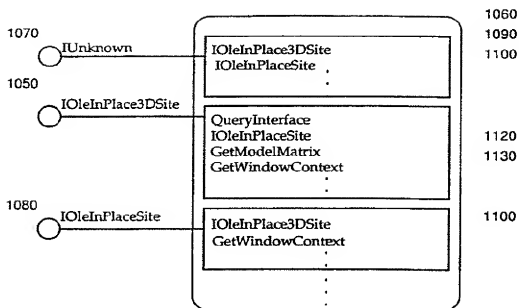 1060
1070
1090
IUnknown
IOleInPlace3DSite
1100
IOleInPlaceSite
1050
IOleInPlace3DSite
QueryInterface
IOleInPlaceSite
1120
GetModelMatrix
1130
GetWindowContext
1080
IOleInPlaceSite
IOleInPlace3DSite
1100
GetWindowContext